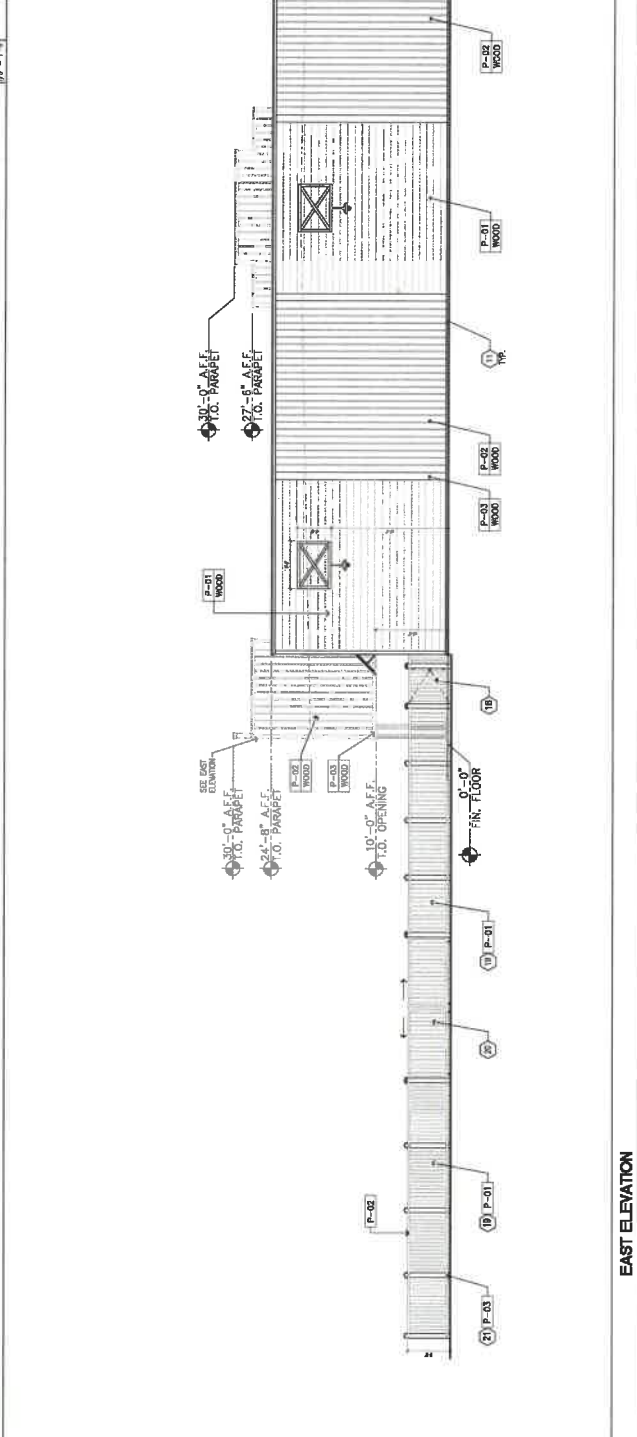 30'-0" A.F.F.
T.O. PARAPET
27'-6" A.F.F.
T.O. PARAPET
P-01
WOOD
SEE EAST
ELEVATION
P-02
WOOD
P-03
WOOD
30'-0" A.F.F.
T.O. PARAPET
24'-8" A.F.F.
T.O. PARAPET
10'-0" A.F.F.
T.O. OPENING
0'-0"
FIN. FLOOR
P-02
21 P-03
19 P-01
20
19 P-01
18
P-03
WOOD
P-02
WOOD
11
TYP.
P-01
WOOD
P-02
WOOD
EAST ELEVATION